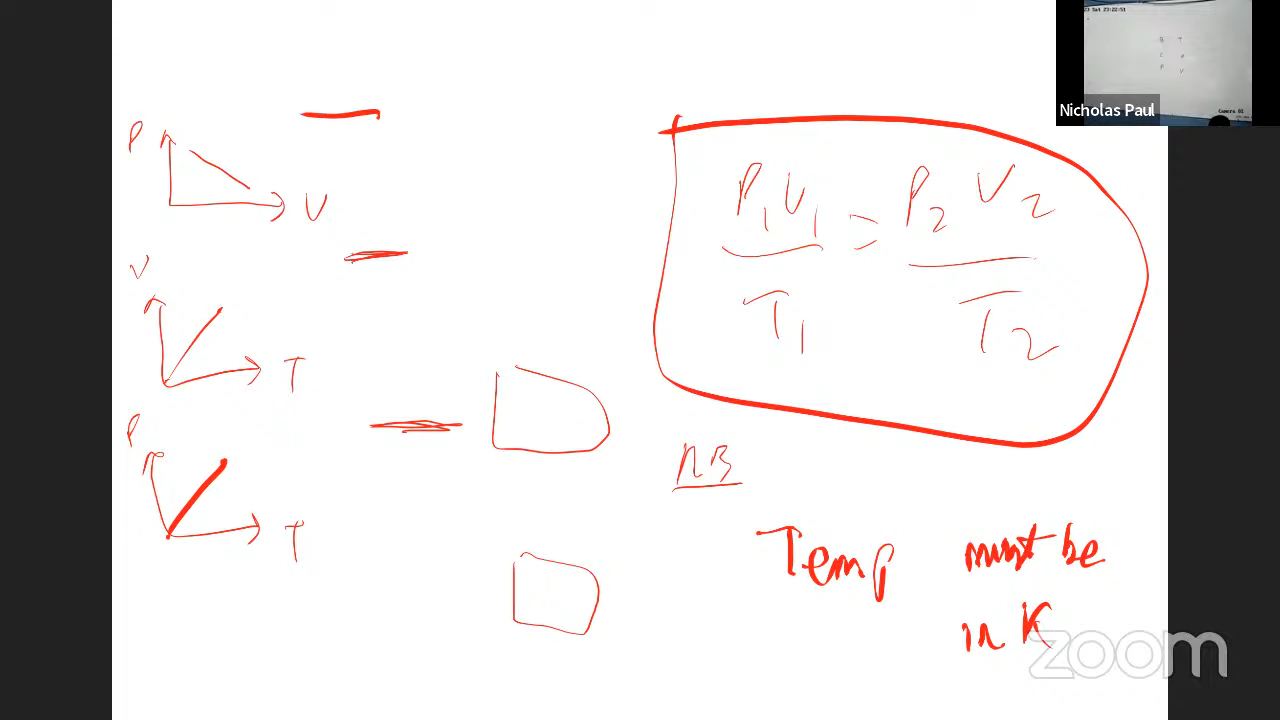 P
V
V
T
P
T
P1V1 = P2V2
T1 T2
NB
Temp must be
in K
Nicholas Paul
zoom